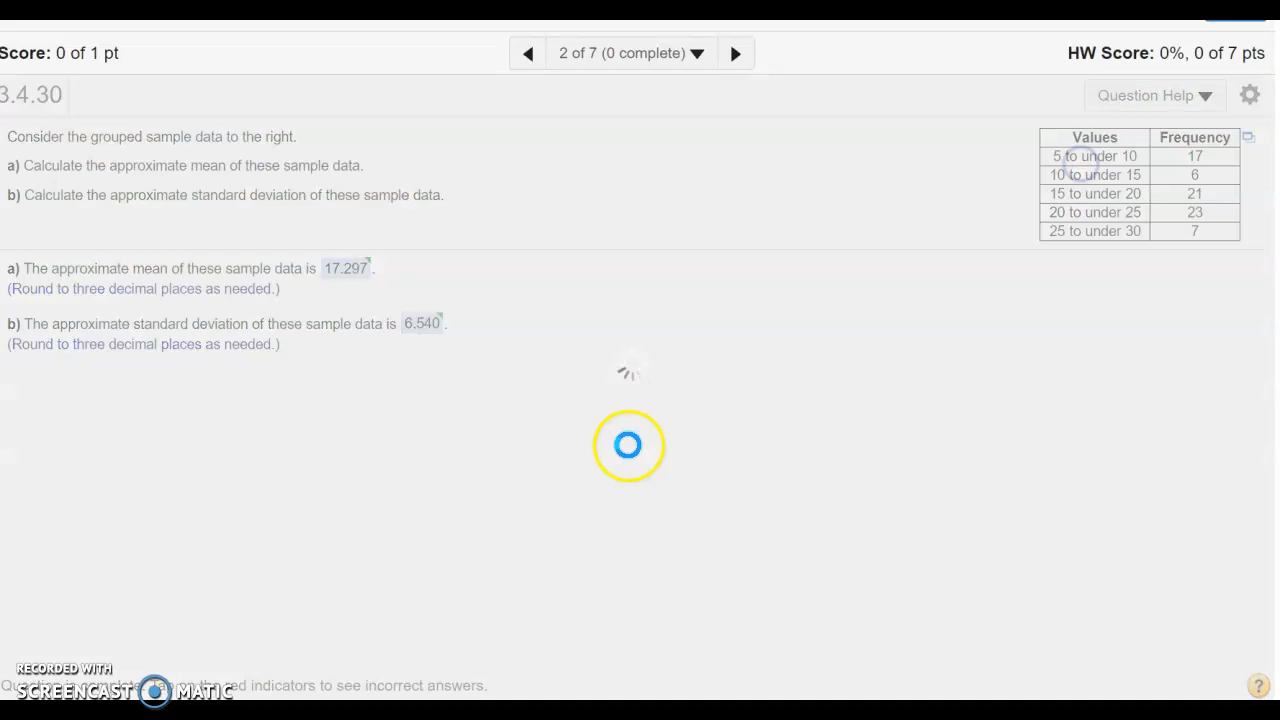 Score: 0 of 1 pt
2 of 7 (0 complete)
HW Score: 0%, 0 of 7 pts
3.4.30
Question Help
Consider the grouped sample data to the right.
a) Calculate the approximate mean of these sample data.
b) Calculate the approximate standard deviation of these sample data.
Values Frequency
5 to under 10 17
10 to under 15 6
15 to under 20 21
20 to under 25 23
25 to under 30 7
a) The approximate mean of these sample data is 17.297.
(Round to three decimal places as needed.)
b) The approximate standard deviation of these sample data is 6.540.
(Round to three decimal places as needed.)
RECORDED WITH
SCREENCAST MATIC
Question is complete. Tap on the red indicators to see incorrect answers.
?